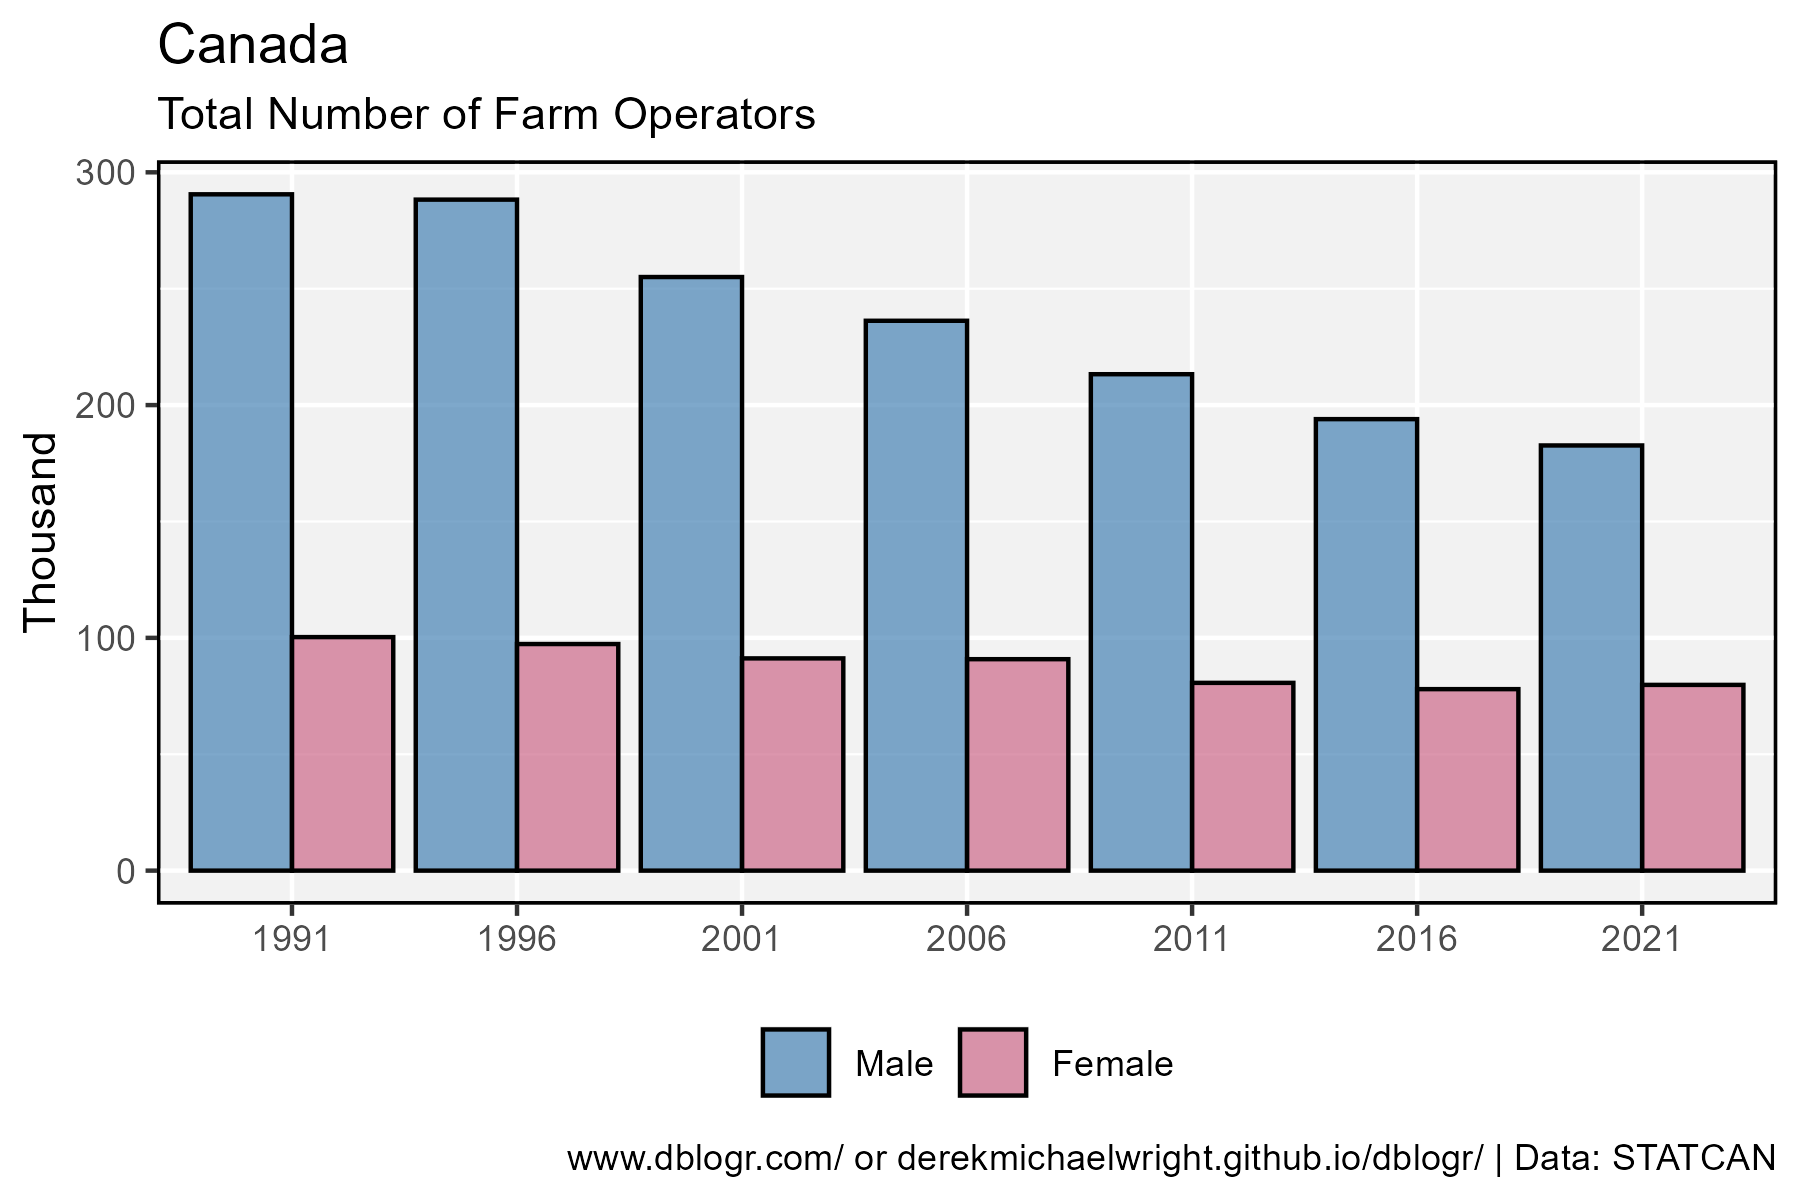 Canada
Total Number of Farm Operators
300
200
100
0
Thousand
1991 1996 2001 2006 2011 2016 2021
Male Female
www.dblogr.com/ or derekmichaelwright.github.io/dblogr/ | Data: STATCAN